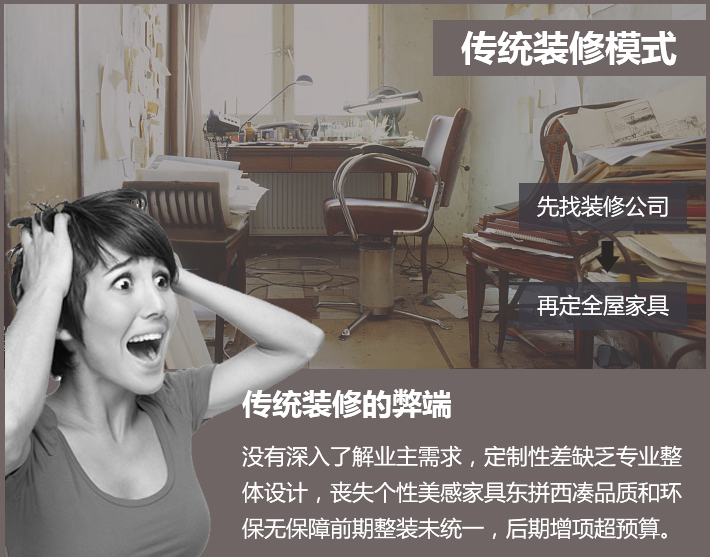 传统装修模式
先找装修公司
再定全屋家具
传统装修的弊端
没有深入了解业主需求，定制性差缺乏专业整
体设计，丧失个性美感家具东拼西凑品质和环
保无保障前期整装未统一，后期增项超预算。